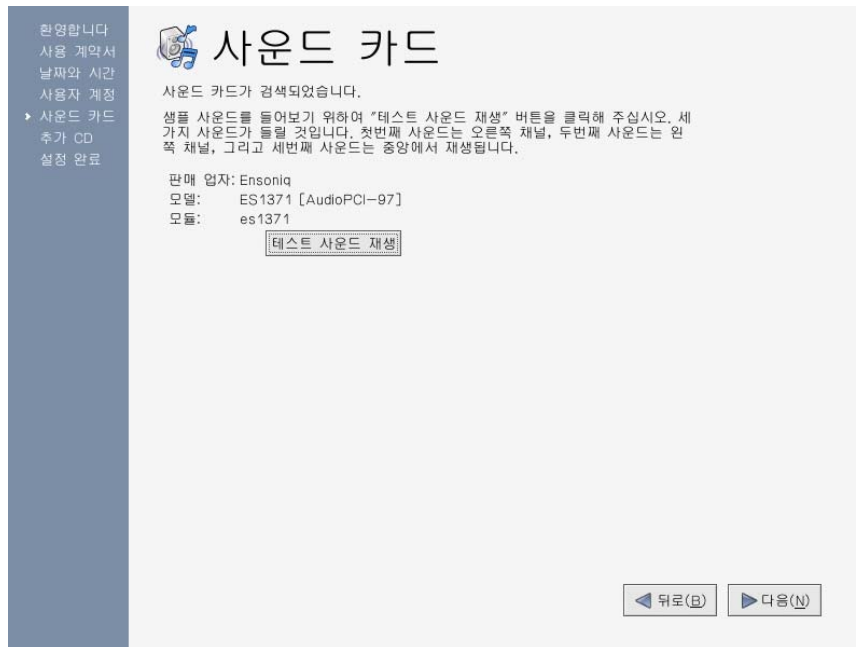 환영합니다
사용 계약서
날짜와 시간
사용자 계정
사운드 카드
추가 CD
설정 완료
사운드 카드
사운드 카드가 검색되었습니다.
샘플 사운드를 들어보기 위하여 "테스트 사운드 재생" 버튼을 클릭해 주십시오. 세
가지 사운드가 들릴 것입니다. 첫번째 사운드는 오른쪽 채널, 두번째 사운드는 왼
쪽 채널, 그리고 세번째 사운드는 중앙에서 재생됩니다.
판매 업자: Ensoniq
모델: ES1371 [AudioPCI-97]
모듈: es1371
테스트 사운드 재생
뒤로(B) 다음(N)